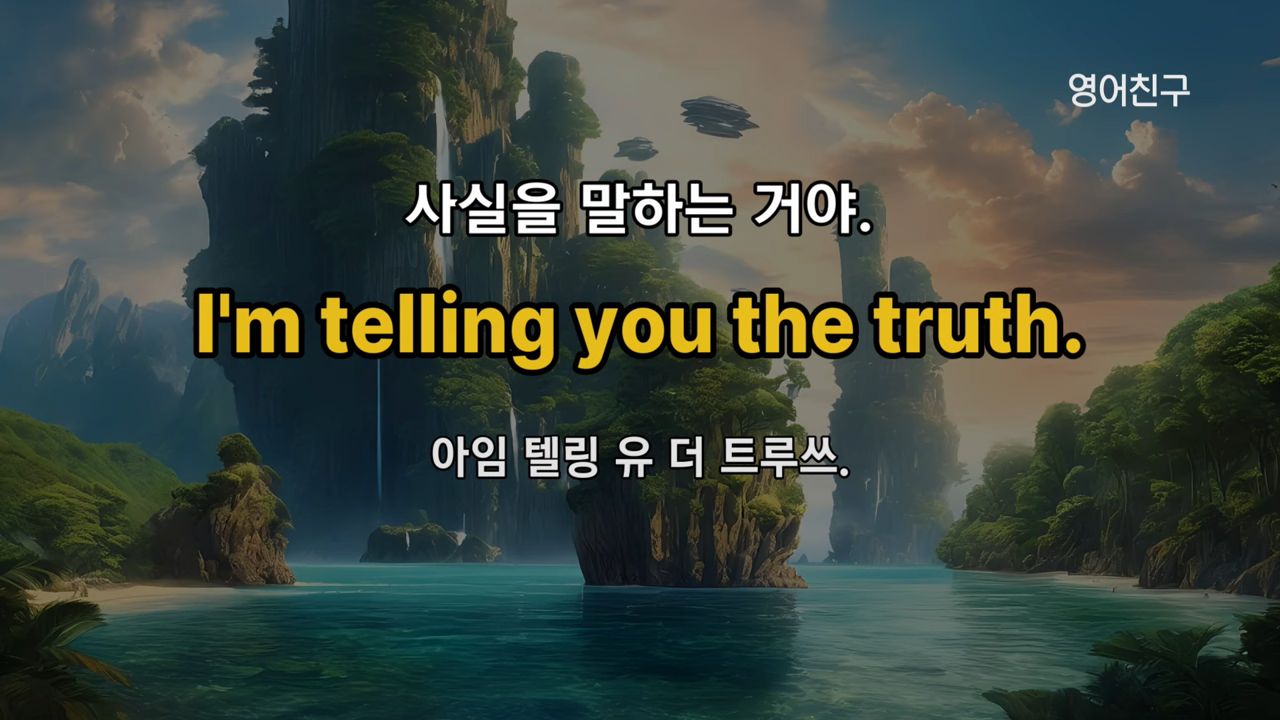 영어친구
사실을 말하는 거야.
I'm telling you the truth.
아임 텔링 유 더 트루쓰.